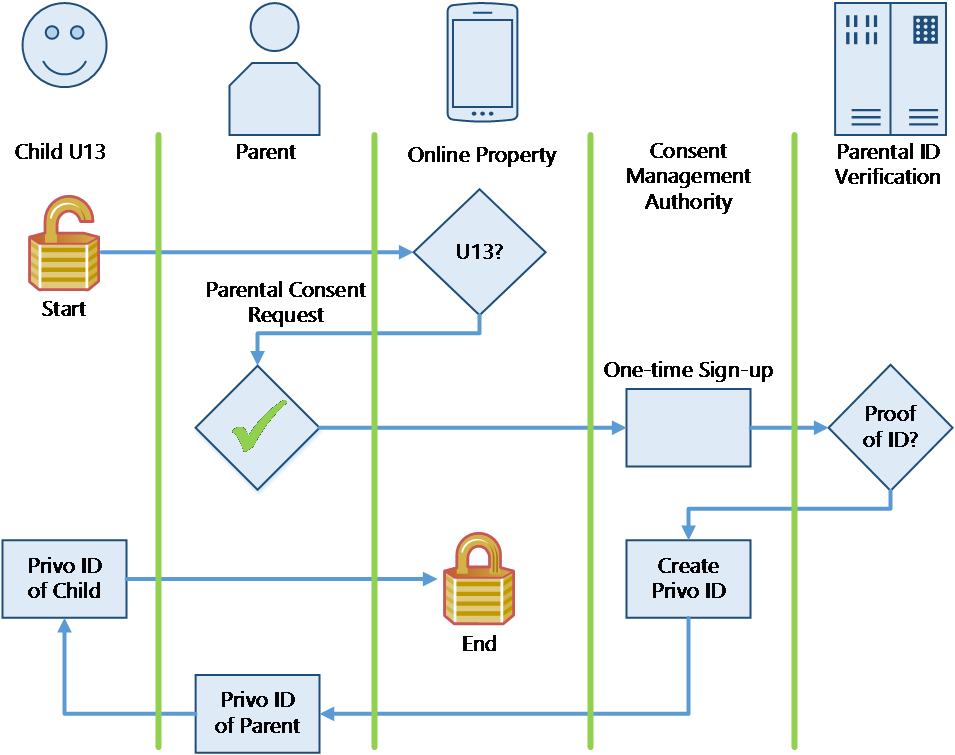 Child U13
Parent
Online Property
Consent
Management
Authority
Parental ID
Verification
Start
U13?
Parental Consent
Request
One-time Sign-up
Proof
of ID?
Privo ID
of Child
End
Create
Privo ID
Privo ID
of Parent